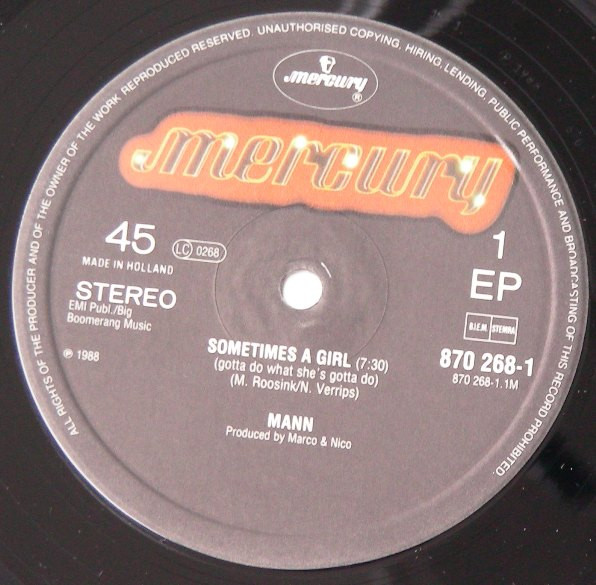 ALL RIGHTS OF THE PRODUCER AND OF THE OWNER OF THE WORK REPRODUCED RESERVED. UNAUTHORISED COPYING, HIRING, LENDING, PUBLIC PERFORMANCE AND BROADCASTING OF THIS RECORD PROHIBITED.
mercury ®
mercury
45
LC 0268
MADE IN HOLLAND
1
EP
STEREO
EMI Publ./Big
Boomerang Music
B.I.E.M. STEMRA
℗ 1988
870 268-1
870 268-1.1M
SOMETIMES A GIRL (7:30)
(gotta do what she's gotta do)
(M. Roosink/N. Verrips)
MANN
Produced by Marco & Nico